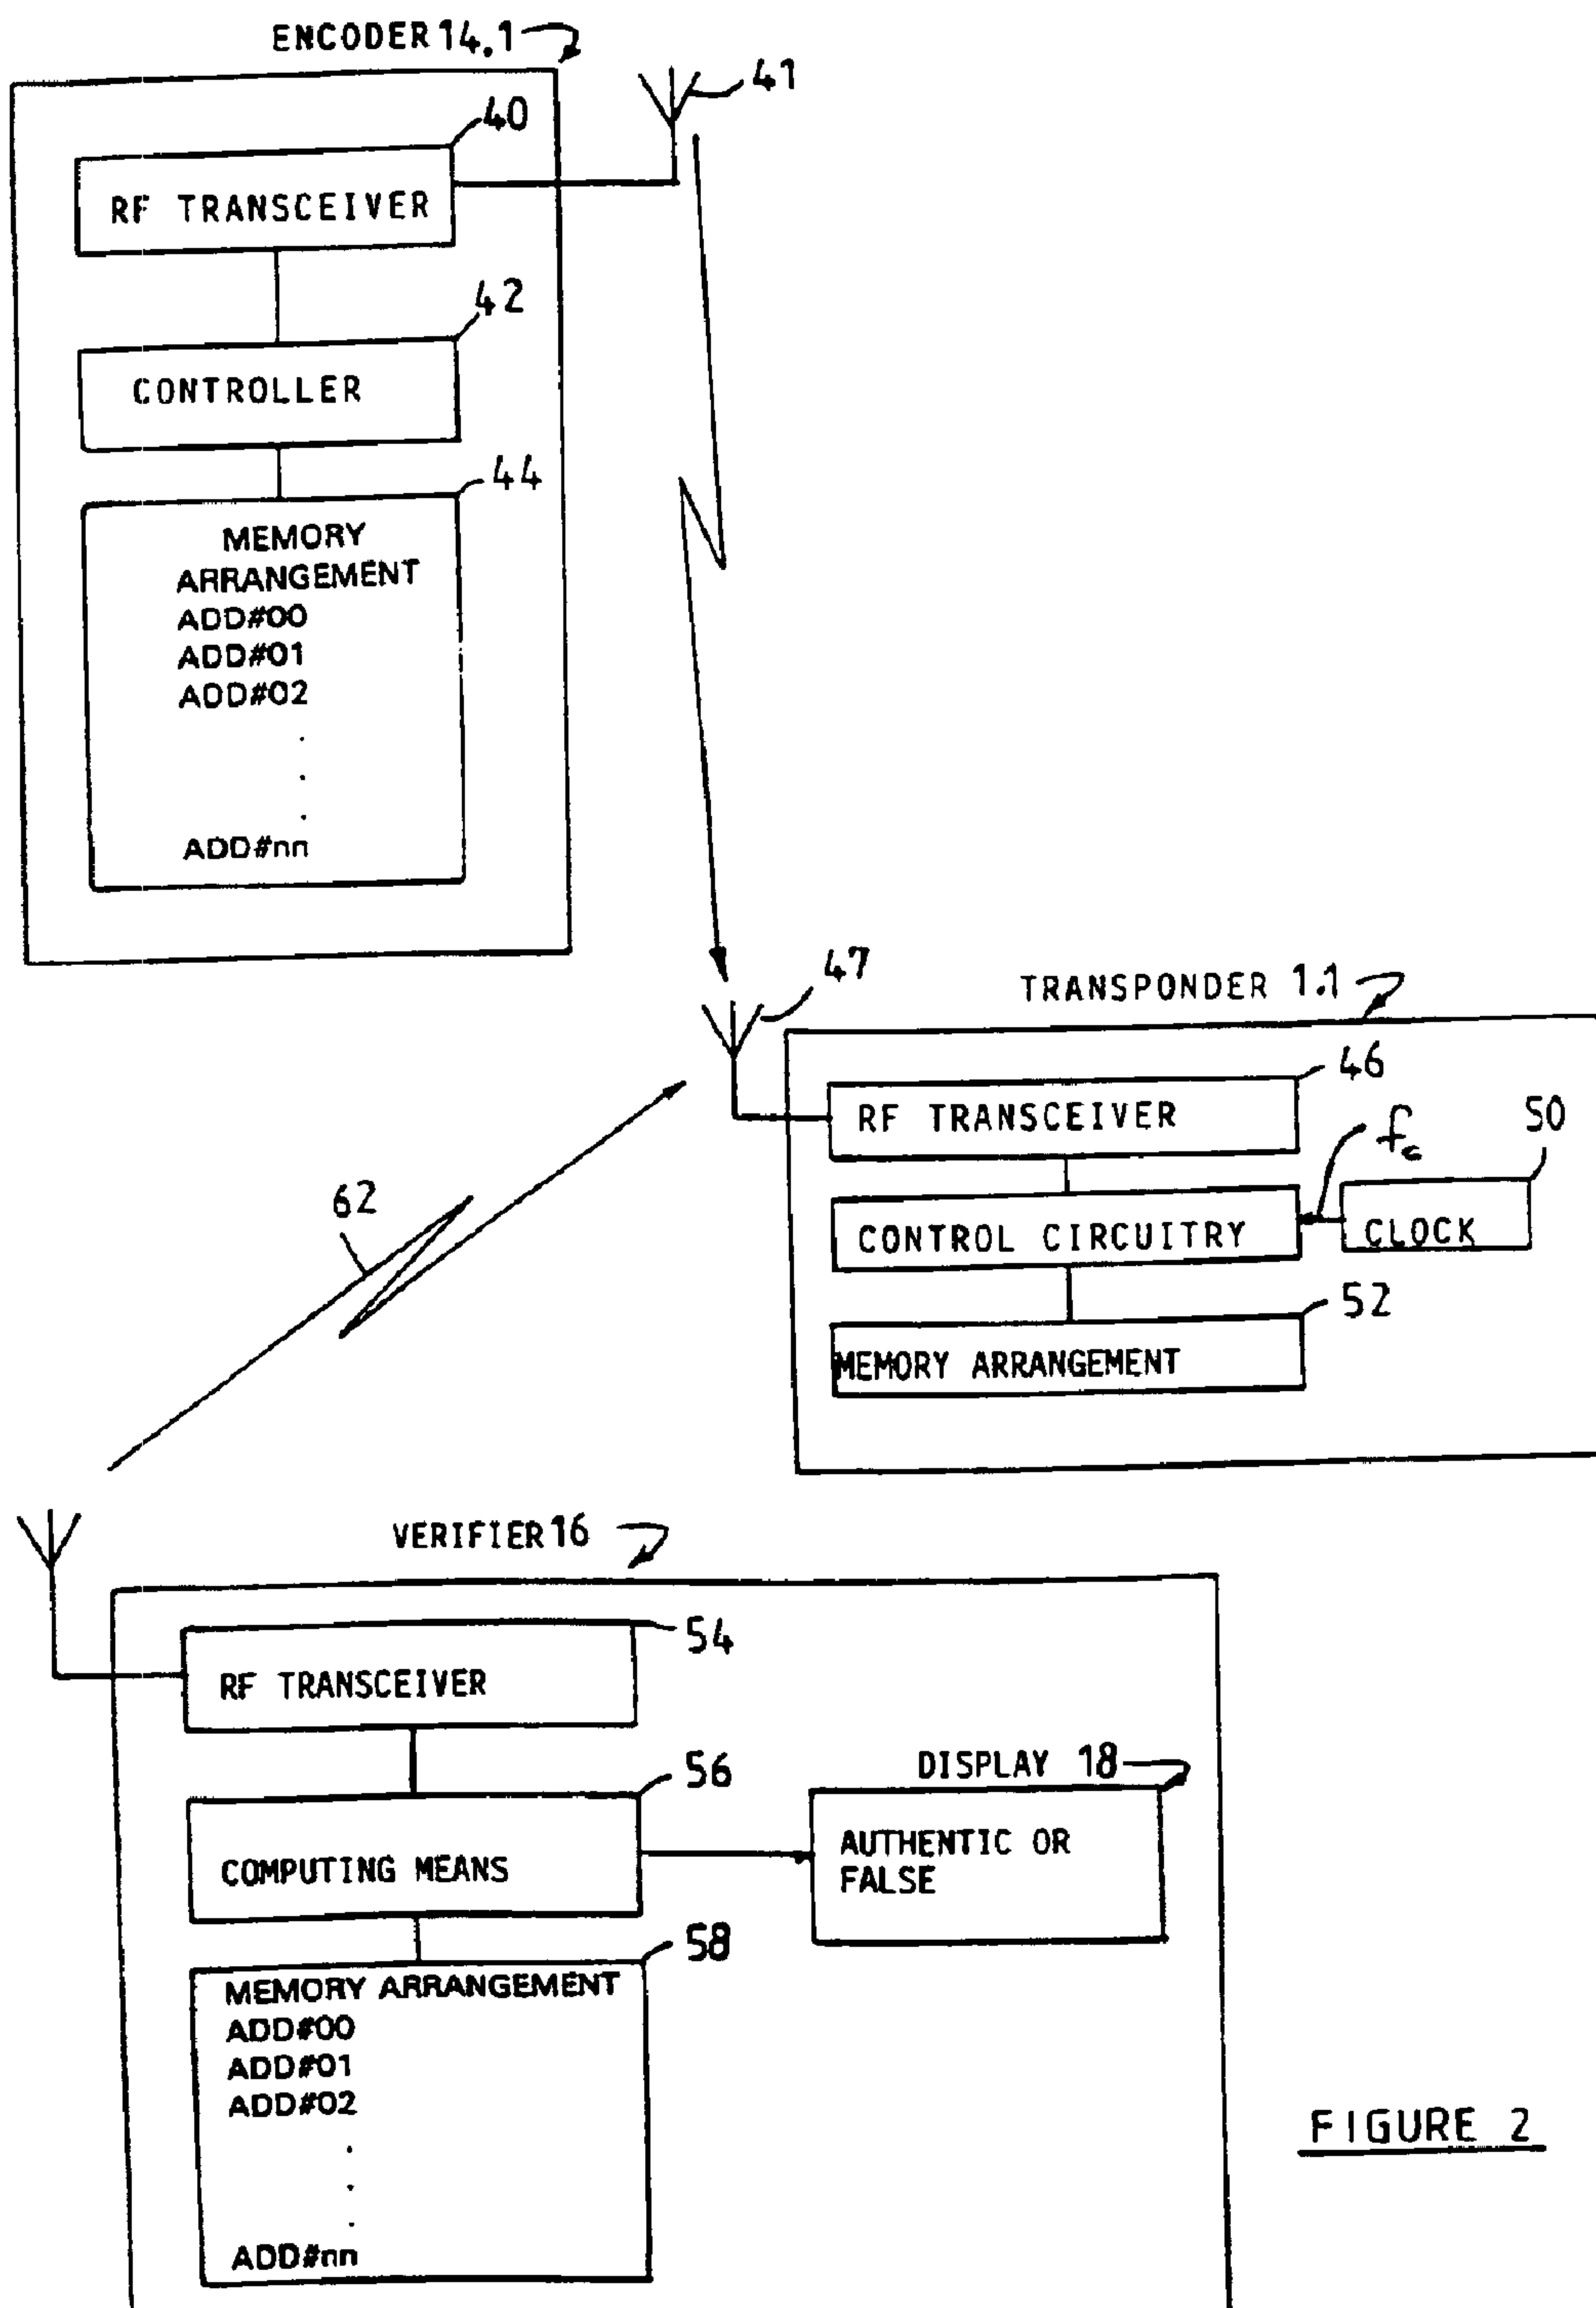 ENCODER 14.1
41
40
RF TRANSCEIVER
42
CONTROLLER
44
MEMORY
ARRANGEMENT
ADD#00
ADD#01
ADD#02
.
.
.
ADD#nn
47
TRANSPONDER 1.1
46
RF TRANSCEIVER
fc
50
CONTROL CIRCUITRY
CLOCK
52
MEMORY ARRANGEMENT
62
VERIFIER 16
54
RF TRANSCEIVER
56
DISPLAY 18
COMPUTING MEANS
AUTHENTIC OR
FALSE
58
MEMORY ARRANGEMENT
ADD#00
ADD#01
ADD#02
.
.
.
ADD#nn
FIGURE 2